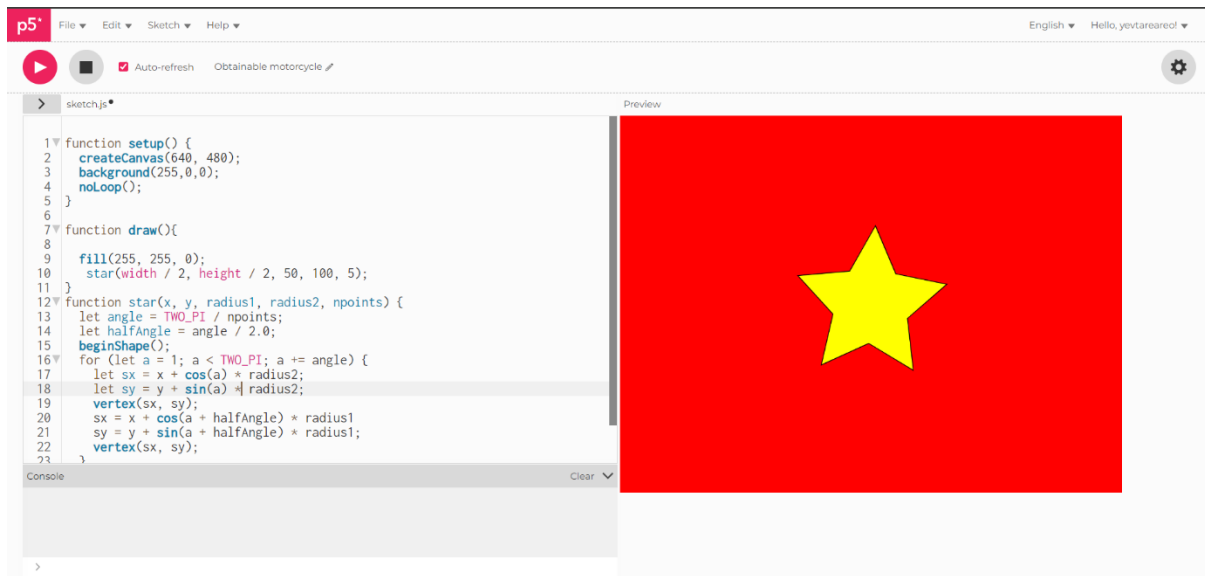 p5* File Edit Sketch Help English Hello, yevtareareo!
Auto-refresh Obtainable motorcycle
> sketch.js Preview
1 function setup() {
2 createCanvas(640, 480);
3 background(255,0,0);
4 noLoop();
5 }
6
7 function draw(){
8
9 fill(255, 255, 0);
10 star(width / 2, height / 2, 50, 100, 5);
11 }
12 function star(x, y, radius1, radius2, npoints) {
13 let angle = TWO_PI / npoints;
14 let halfAngle = angle / 2.0;
15 beginShape();
16 for (let a = 1; a < TWO_PI; a += angle) {
17 let sx = x + cos(a) * radius2;
18 let sy = y + sin(a) * radius2;
19 vertex(sx, sy);
20 sx = x + cos(a + halfAngle) * radius1
21 sy = y + sin(a + halfAngle) * radius1;
22 vertex(sx, sy);
23 }
Console Clear
>